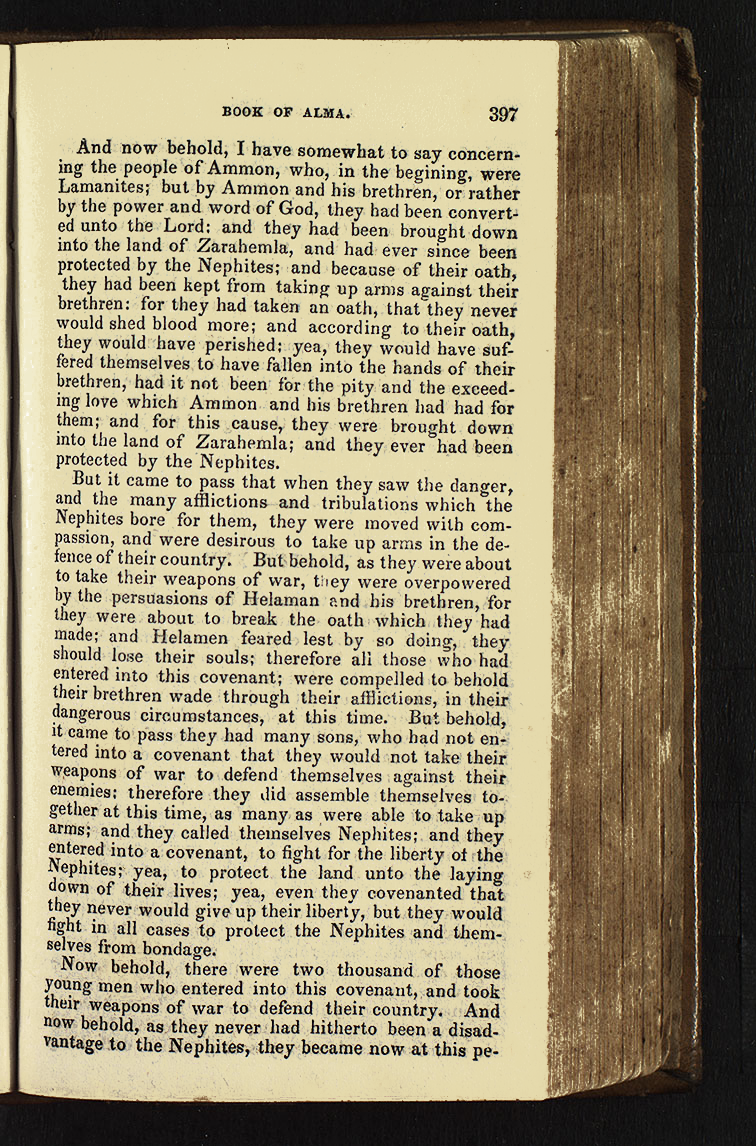 BOOK OF ALMA. 397
And now behold, I have somewhat to say concern-
ing the people of Ammon, who, in the begining, were
Lamanites; but by Ammon and his brethren, or rather
by the power and word of God, they had been convert-
ed unto the Lord: and they had been brought down
into the land of Zarahemla, and had ever since been
protected by the Nephites; and because of their oath,
they had been kept from taking up arms against their
brethren: for they had taken an oath, that they never
would shed blood more; and according to their oath,
they would have perished; yea, they would have suf-
fered themselves to have fallen into the hands of their
brethren, had it not been for the pity and the exceed-
ing love which Ammon and his brethren had had for
them; and for this cause, they were brought down
into the land of Zarahemla; and they ever had been
protected by the Nephites.
But it came to pass that when they saw the danger,
and the many afflictions and tribulations which the
Nephites bore for them, they were moved with com-
passion, and were desirous to take up arms in the de-
fence of their country. But behold, as they were about
to take their weapons of war, they were overpowered
by the persuasions of Helaman and his brethren, for
they were about to break the oath which they had
made; and Helamen feared lest by so doing, they
should lose their souls; therefore all those who had
entered into this covenant; were compelled to behold
their brethren wade through their afflictions, in their
dangerous circumstances, at this time. But behold,
it came to pass they had many sons, who had not en-
tered into a covenant that they would not take their
weapons of war to defend themselves against their
enemies: therefore they did assemble themselves to-
gether at this time, as many as were able to take up
arms; and they called themselves Nephites; and they
entered into a covenant, to fight for the liberty of the
Nephites; yea, to protect the land unto the laying
down of their lives; yea, even they covenanted that
they never would give up their liberty, but they would
fight in all cases to protect the Nephites and them-
selves from bondage.
Now behold, there were two thousand of those
young men who entered into this covenant, and took
their weapons of war to defend their country. And
now behold, as they never had hitherto been a disad-
vantage to the Nephites, they became now at this pe-